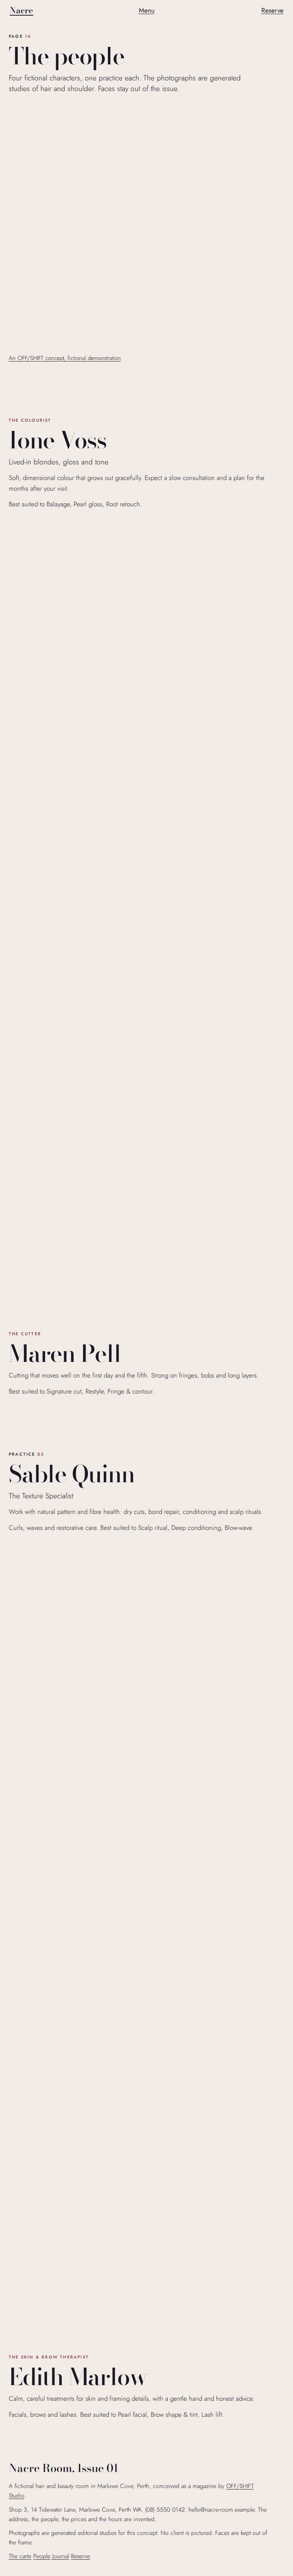 Nacre
Menu
Reserve
PAGE 14
The people
Four fictional characters, one practice each. The photographs are generated
studies of hair and shoulder. Faces stay out of the issue.
An OFF/SHIFT concept, fictional demonstration
THE COLOURIST
Ione Voss
Lived-in blondes, gloss and tone
Soft, dimensional colour that grows out gracefully. Expect a slow consultation and a plan for the
months after your visit.
Best suited to Balayage, Pearl gloss, Root retouch.
THE CUTTER
Maren Pell
Cutting that moves well on the first day and the fifth. Strong on fringes, bobs and long layers.
Best suited to Signature cut, Restyle, Fringe & contour.
PRACTICE 03
Sable Quinn
The Texture Specialist
Work with natural pattern and fibre health: dry cuts, bond repair, conditioning and scalp rituals.
Curls, waves and restorative care. Best suited to Scalp ritual, Deep conditioning, Blow-wave.
THE SKIN & BROW THERAPIST
Edith Marlow
Calm, careful treatments for skin and framing details, with a gentle hand and honest advice.
Facials, brows and lashes. Best suited to Pearl facial, Brow shape & tint, Lash lift.
Nacre Room, Issue 01
A fictional hair and beauty room in Marlowe Cove, Perth, conceived as a magazine by OFF/SHIFT
Studio.
Shop 3, 14 Tidewater Lane, Marlowe Cove, Perth WA. (08) 5550 0142. hello@nacre-room.example. The
address, the people, the prices and the hours are invented.
Photographs are generated editorial studies for this concept. No client is pictured. Faces are kept out of
the frame.
The carte People Journal Reserve